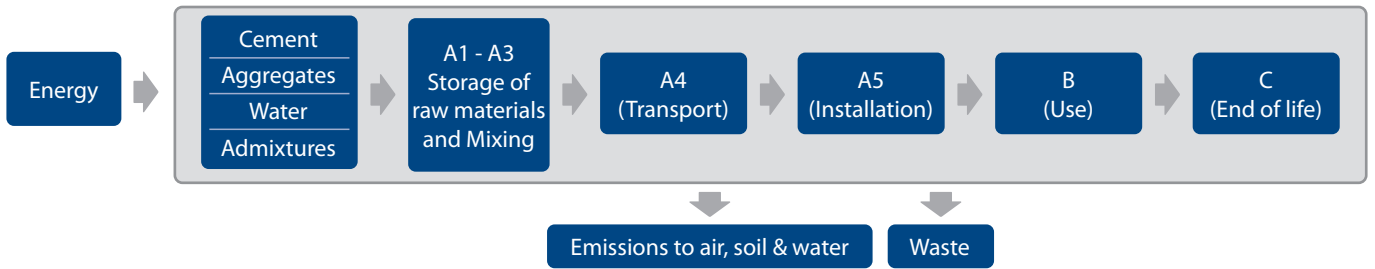 Energy
Cement
Aggregates
Water
Admixtures
A1 - A3
Storage of
raw materials
and Mixing
A4
(Transport)
A5
(Installation)
B
(Use)
C
(End of life)
Emissions to air, soil & water
Waste